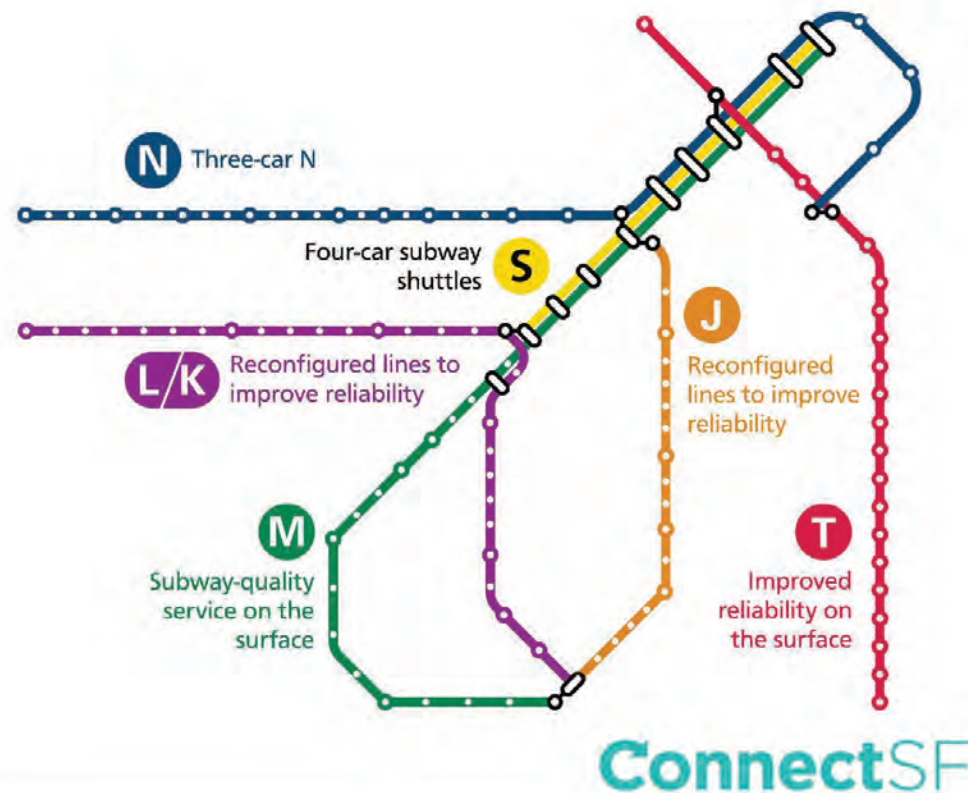 N
Three-car N
Four-car subway
shuttles
S
L/K
Reconfigured lines to
improve reliability
J
Reconfigured
lines to improve
reliability
M
Subway-quality
service on the
surface
T
Improved
reliability on
the surface
ConnectSF